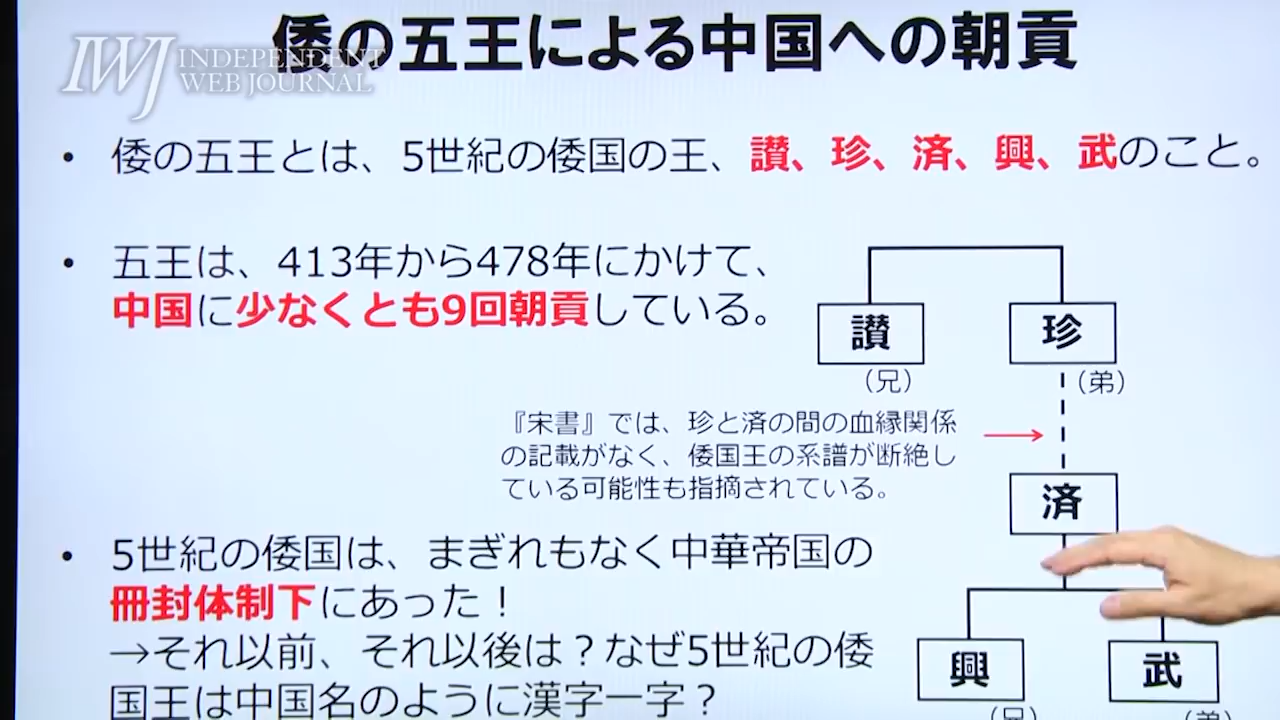 倭の五王による中国への朝貢
IWJ INDEPENDENT
WEB JOURNAL
• 倭の五王とは、5世紀の倭国の王、讃、珍、済、興、武のこと。
• 五王は、413年から478年にかけて、
中国に少なくとも9回朝貢している。
讃
珍
（兄）
（弟）
『宋書』では、珍と済の間の血縁関係
の記載がなく、倭国王の系譜が断絶し
ている可能性も指摘されている。
済
• 5世紀の倭国は、まぎれもなく中華帝国の
冊封体制下にあった！
→それ以前、それ以後は？なぜ5世紀の倭
国王は中国名のように漢字一字？
興
武
（兄）
（弟）